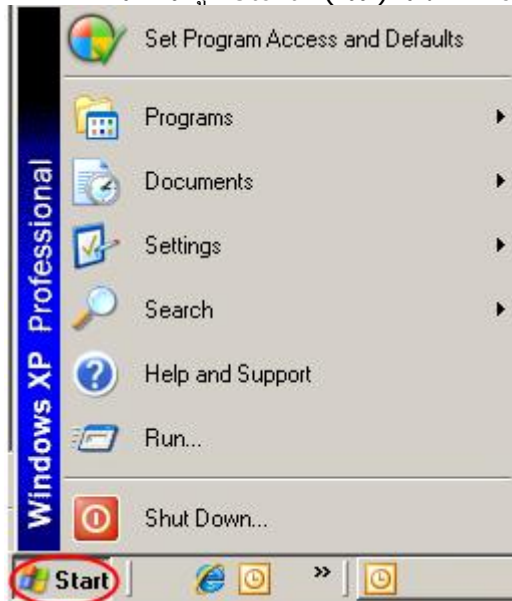 Set Program Access and Defaults
Programs
Documents
Settings
Search
Help and Support
Run...
Shut Down...
Windows XP Professional
Start
»